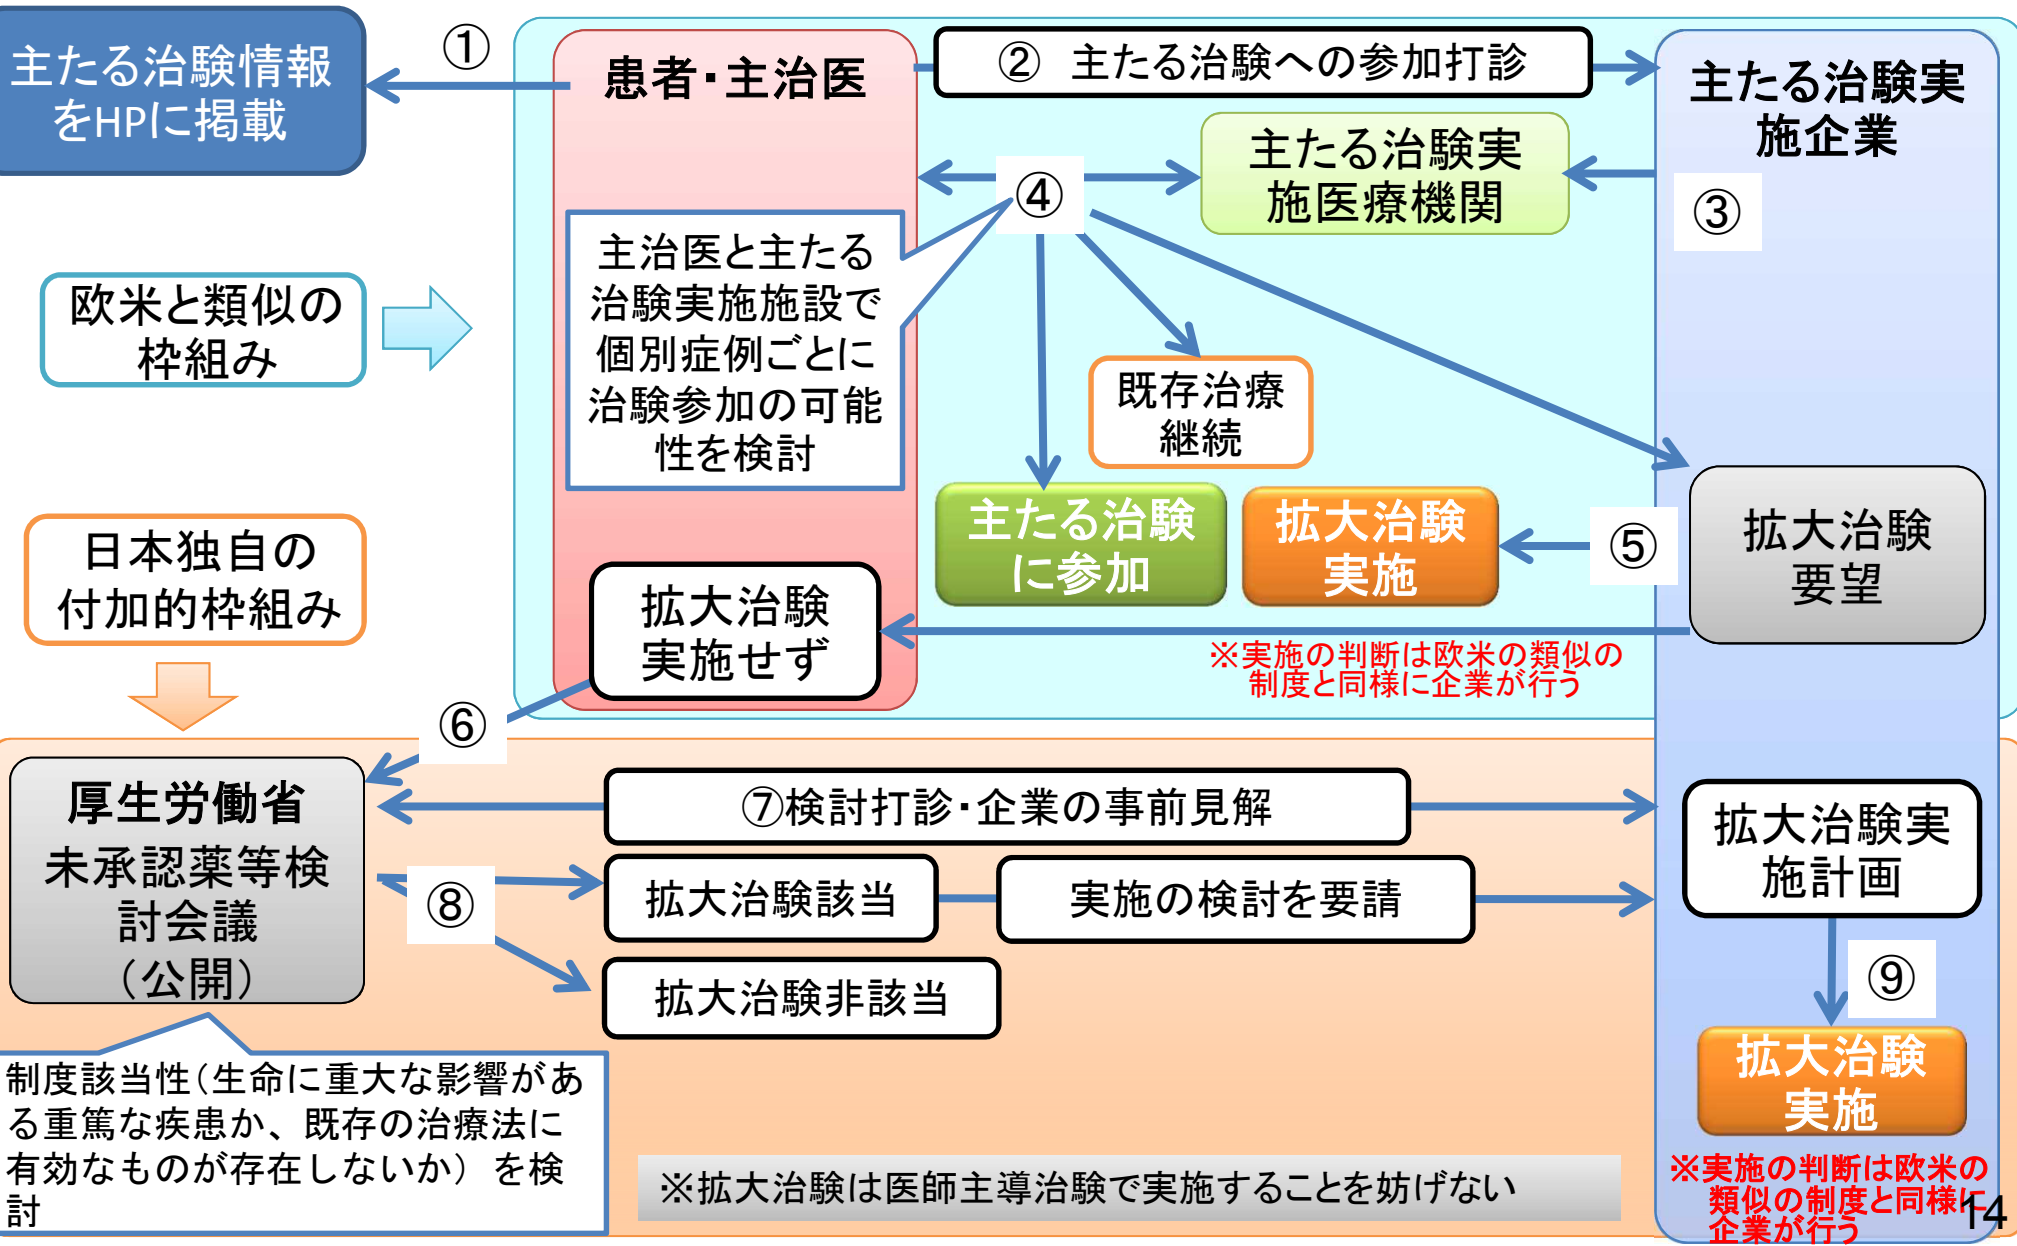 主たる治験情報
をHPに掲載
①
患者・主治医
② 主たる治験への参加打診
主たる治験実
施企業
主たる治験実
施医療機関
③
④
主治医と主たる
治験実施施設で
個別症例ごとに
治験参加の可能
性を検討
欧米と類似の
枠組み
既存治療
継続
主たる治験
に参加
拡大治験
実施
⑤
拡大治験
要望
日本独自の
付加的枠組み
拡大治験
実施せず
※実施の判断は欧米の類似の
制度と同様に企業が行う
⑥
厚生労働省
未承認薬等検
討会議
（公開）
⑦検討打診・企業の事前見解
拡大治験実
施計画
⑧
拡大治験該当
実施の検討を要請
拡大治験非該当
⑨
拡大治験
実施
制度該当性（生命に重大な影響があ
る重篤な疾患か、既存の治療法に
有効なものが存在しないか）を検
討
※拡大治験は医師主導治験で実施することを妨げない
※実施の判断は欧米の
類似の制度と同様に
企業が行う
14